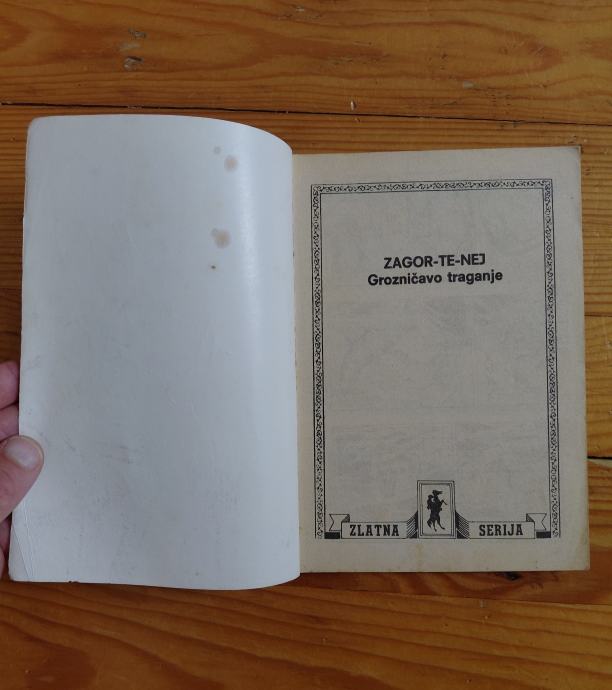 ZAGOR-TE-NEJ
Grozničavo traganje
ZLATNA SERIJA